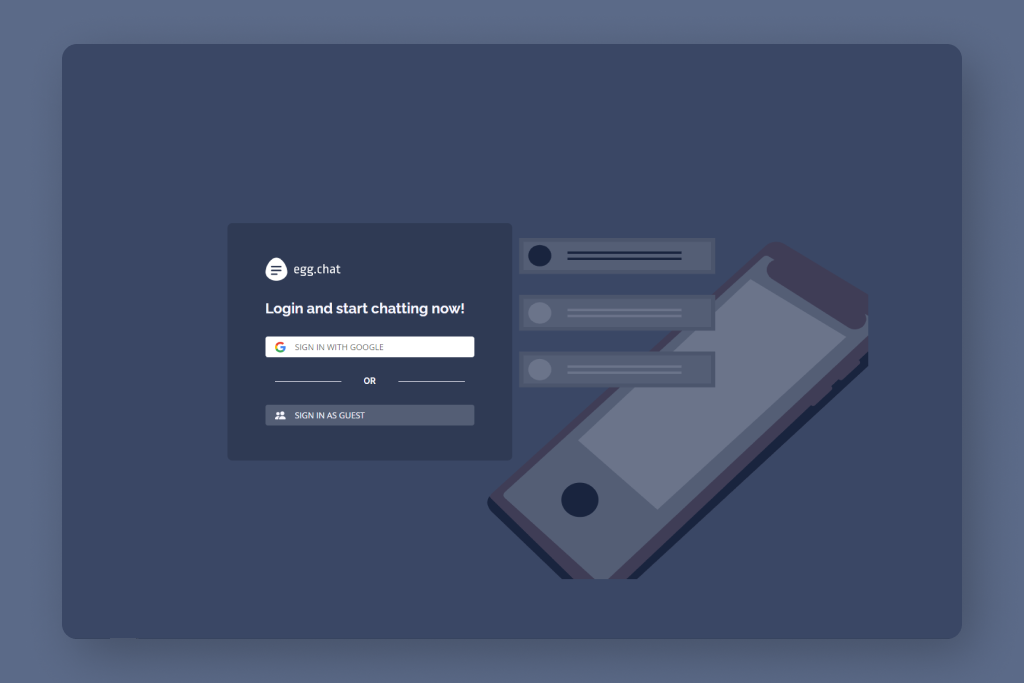 egg.chat
Login and start chatting now!
SIGN IN WITH GOOGLE
OR
SIGN IN AS GUEST